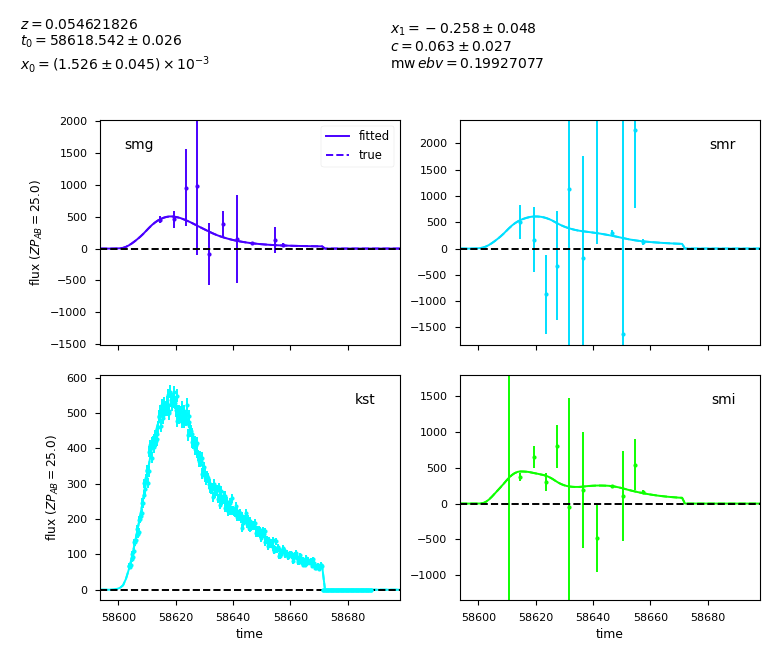 z = 0.054621826
t₀ = 58618.542 ± 0.026
x₀ = (1.526 ± 0.045) × 10⁻³
x₁ = −0.258 ± 0.048
c = 0.063 ± 0.027
mw ebv = 0.19927077
smg
fitted
true
2000
1500
1000
500
0
−500
−1000
−1500
flux (ZP_AB = 25.0)
smr
2000
1500
1000
500
0
−500
−1000
−1500
kst
600
500
400
300
200
100
0
flux (ZP_AB = 25.0)
58600 58620 58640 58660 58680
time
smi
1500
1000
500
0
−500
−1000
58600 58620 58640 58660 58680
time